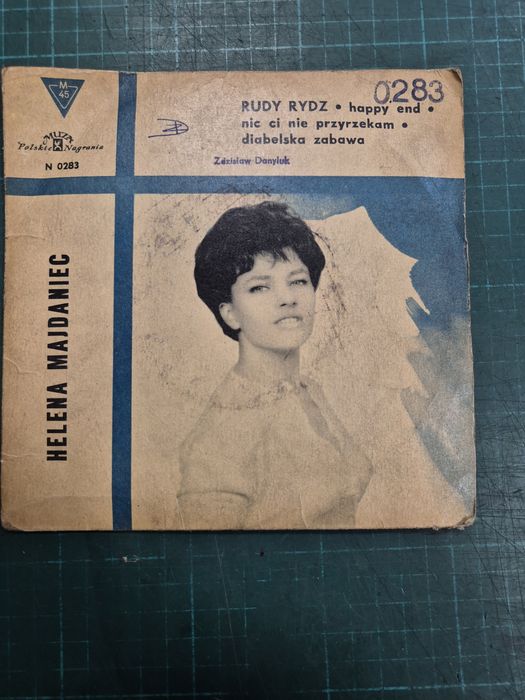 M
45
MUZA
Polskie Nagrania
N 0283
0283
RUDY RYDZ • happy end •
nic ci nie przyrzekam •
diabelska zabawa
Zdzisław Danyluk
HELENA MAJDANIEC